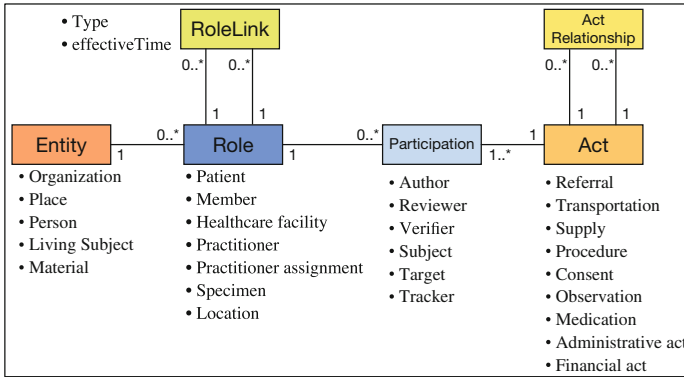 • Type
• effectiveTime
RoleLink
Act
Relationship
0..*
0..*
0..*
0..*
1
1
1
1
Entity
1
0..*
Role
1
0..*
Participation
1..*
1
Act
• Organization
• Place
• Person
• Living Subject
• Material
• Patient
• Member
• Healthcare facility
• Practitioner
• Practitioner assignment
• Specimen
• Location
• Author
• Reviewer
• Verifier
• Subject
• Target
• Tracker
• Referral
• Transportation
• Supply
• Procedure
• Consent
• Observation
• Medication
• Administrative act
• Financial act